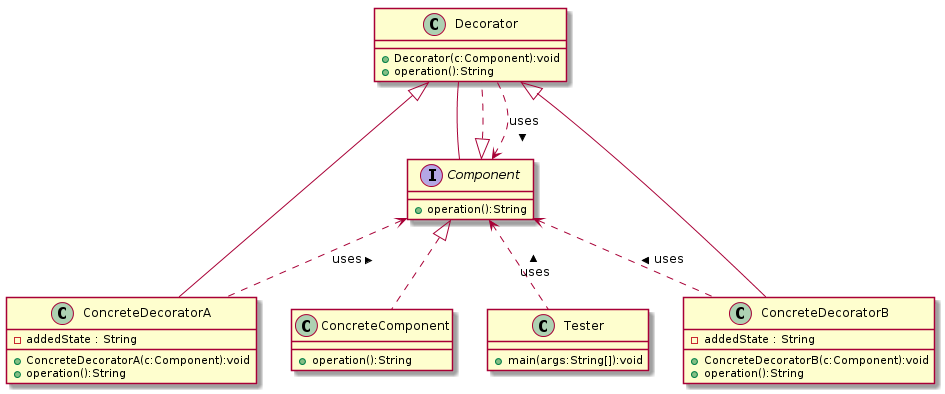 C Decorator
Decorator(c:Component):void
operation():String
uses
I Component
operation():String
uses
uses
uses
C ConcreteDecoratorA
addedState : String
ConcreteDecoratorA(c:Component):void
operation():String
C ConcreteComponent
operation():String
C Tester
main(args:String[]):void
C ConcreteDecoratorB
addedState : String
ConcreteDecoratorB(c:Component):void
operation():String